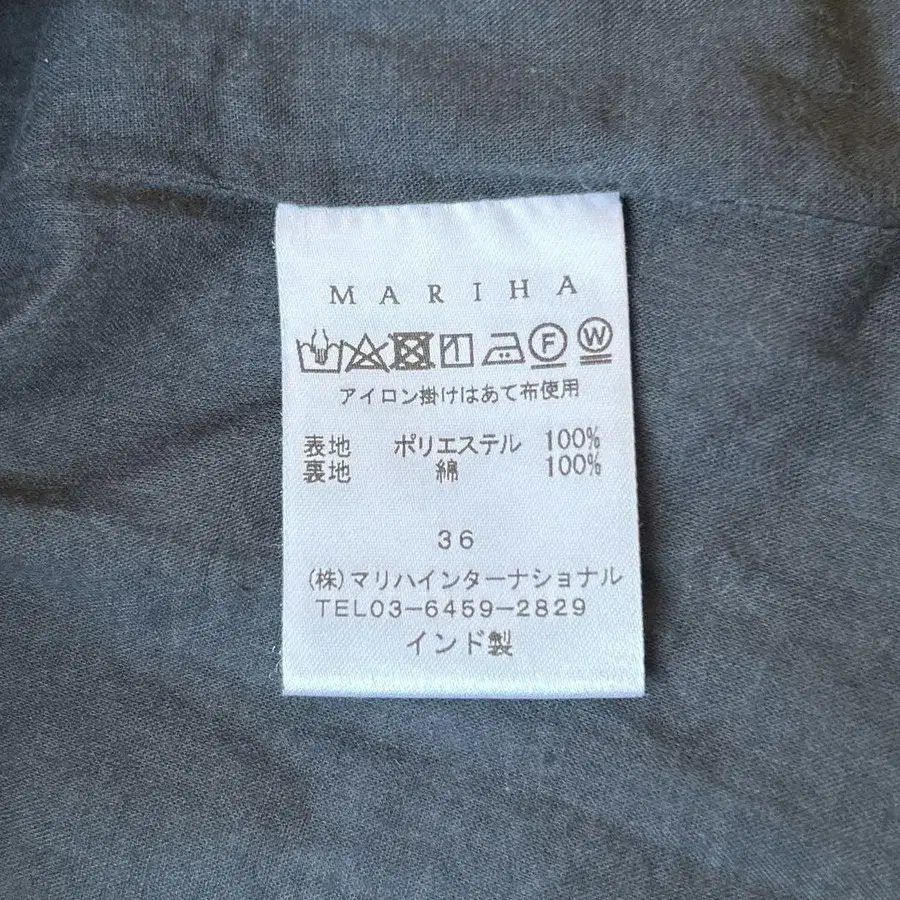 MARIHA
F W
アイロン掛けはあて布使用
表地 ポリエステル 100%
裏地 綿 100%
36
(株)マリハインターナショナル
TEL03-6459-2829
インド製